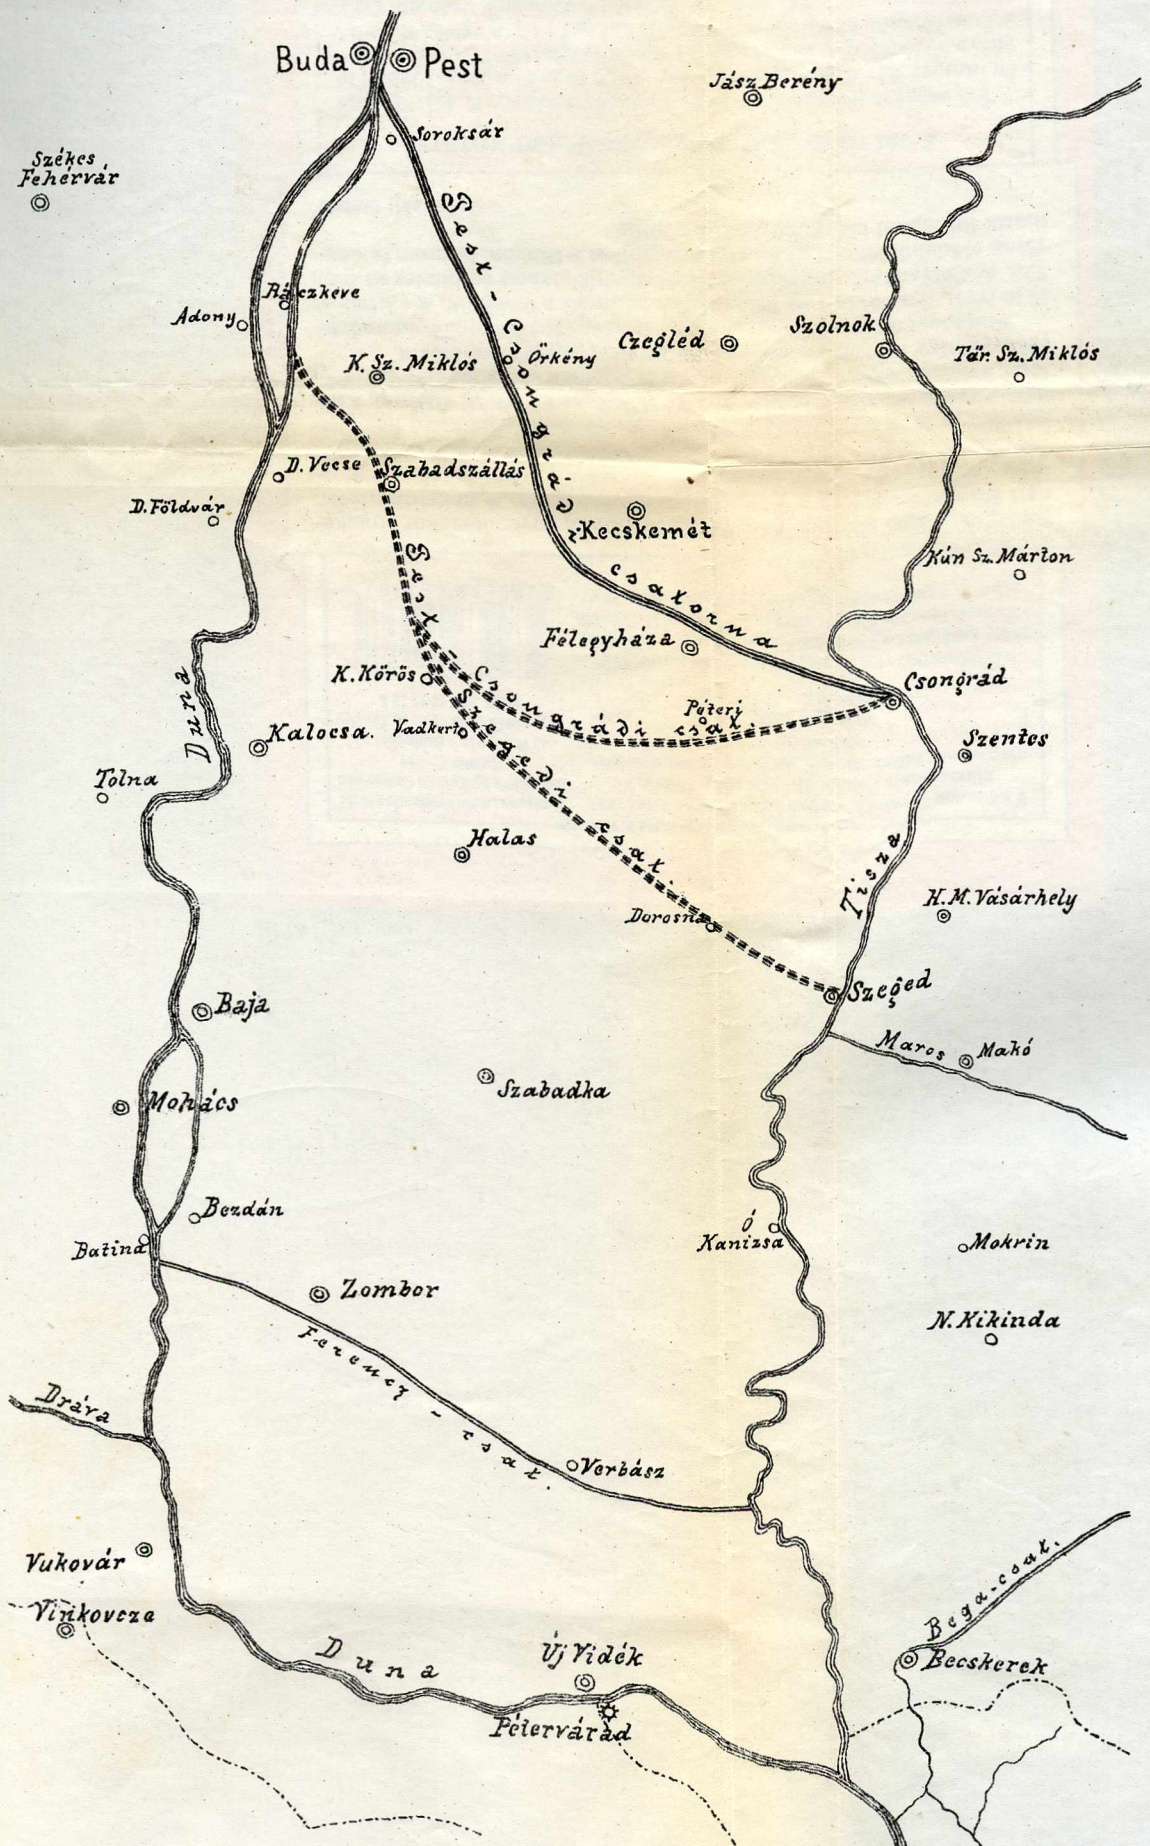 Buda
Pest
Jász Berény
Soroksár
Székes
Fehérvár
Pest - Csongrádi
Ráczkeve
Adony
Örkény
Czegléd
Szolnok
K. Sz. Miklós
Tör. Sz. Miklós
D. Vecse
Szabadszállás
D. Földvár
Kecskemét
csatorna
Kún Sz. Márton
Félegyháza
Pest - Csongrádi csat.
K. Kőrös
Csongrád
Duna
Péteri
Kalocsa.
Vadkert
Szegedi csat.
Szentes
Tolna
Halas
Tisza
H. M. Vásárhely
Dorosna
Szeged
Baja
Maros
Makó
Szabadka
Mohács
Bezdán
Batina
Ó
Kanizsa
Mokrin
Zombor
N. Kikinda
Ferencz - csat.
Dráva
Verbász
Vukovár
Vinkovcza
Bega-csat.
Duna
Új Vidék
Becskerek
Pétervárad